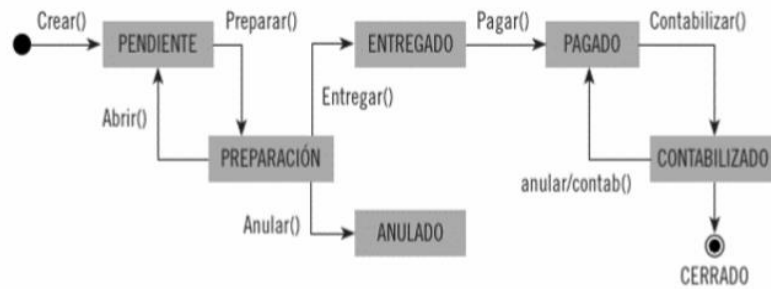 Crear()
PENDIENTE
Preparar()
ENTREGADO
Pagar()
PAGADO
Contabilizar()
Abrir()
Entregar()
PREPARACIÓN
CONTABILIZADO
anular/contab()
Anular()
ANULADO
CERRADO